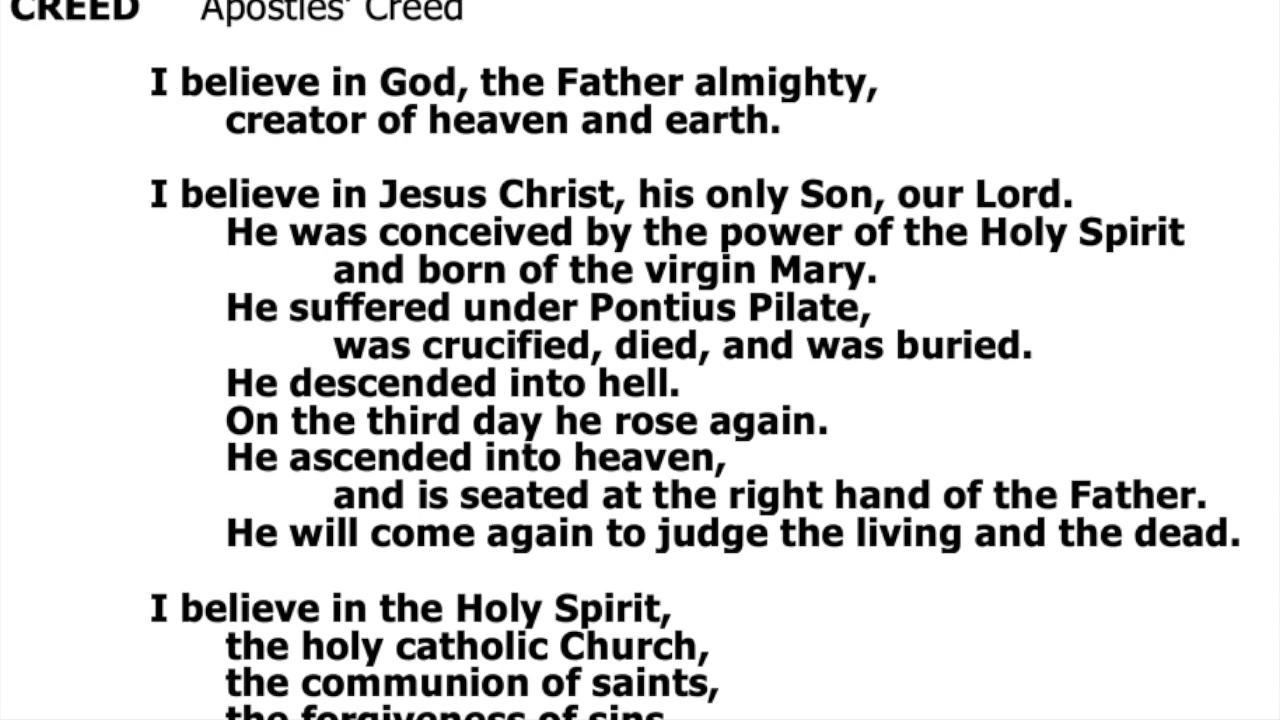 CREED Apostles' Creed
I believe in God, the Father almighty,
creator of heaven and earth.
I believe in Jesus Christ, his only Son, our Lord.
He was conceived by the power of the Holy Spirit
and born of the virgin Mary.
He suffered under Pontius Pilate,
was crucified, died, and was buried.
He descended into hell.
On the third day he rose again.
He ascended into heaven,
and is seated at the right hand of the Father.
He will come again to judge the living and the dead.
I believe in the Holy Spirit,
the holy catholic Church,
the communion of saints,
the forgiveness of sins